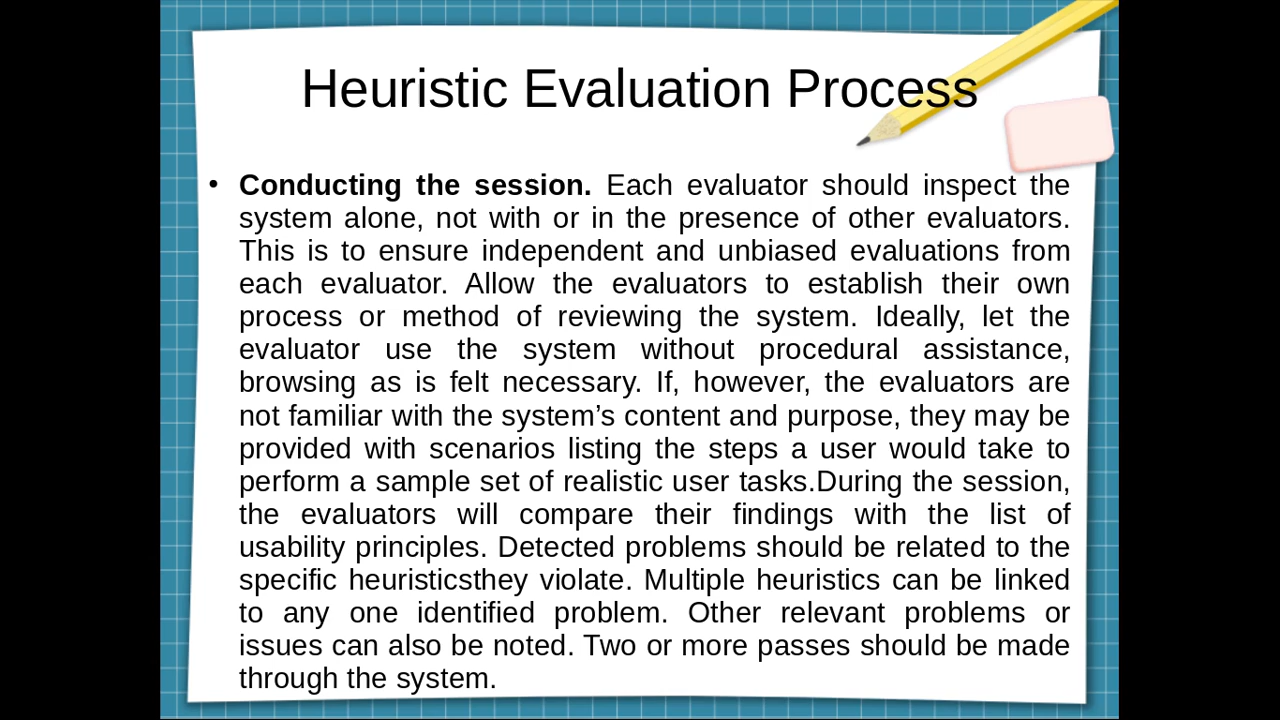 Heuristic Evaluation Process
• Conducting the session. Each evaluator should inspect the
system alone, not with or in the presence of other evaluators.
This is to ensure independent and unbiased evaluations from
each evaluator. Allow the evaluators to establish their own
process or method of reviewing the system. Ideally, let the
evaluator use the system without procedural assistance,
browsing as is felt necessary. If, however, the evaluators are
not familiar with the system’s content and purpose, they may be
provided with scenarios listing the steps a user would take to
perform a sample set of realistic user tasks.During the session,
the evaluators will compare their findings with the list of
usability principles. Detected problems should be related to the
specific heuristicsthey violate. Multiple heuristics can be linked
to any one identified problem. Other relevant problems or
issues can also be noted. Two or more passes should be made
through the system.